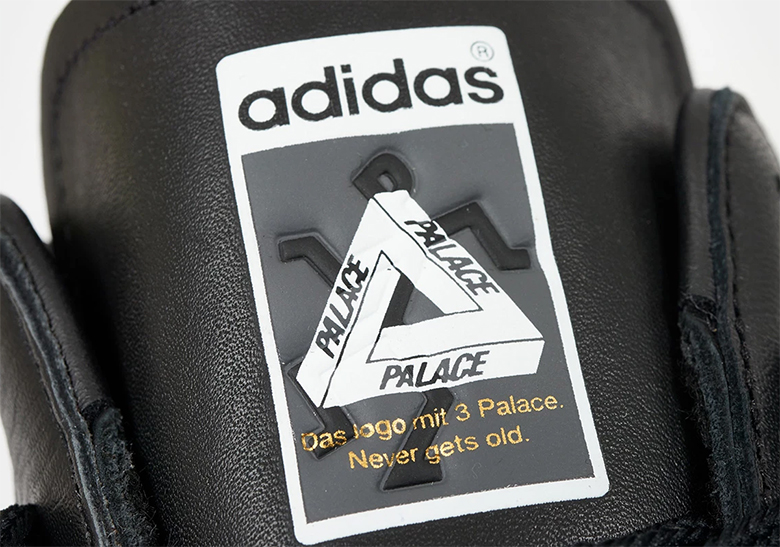 adidas®
PALACE
PALACE
PALACE
Das logo mit 3 Palace.
Never gets old.